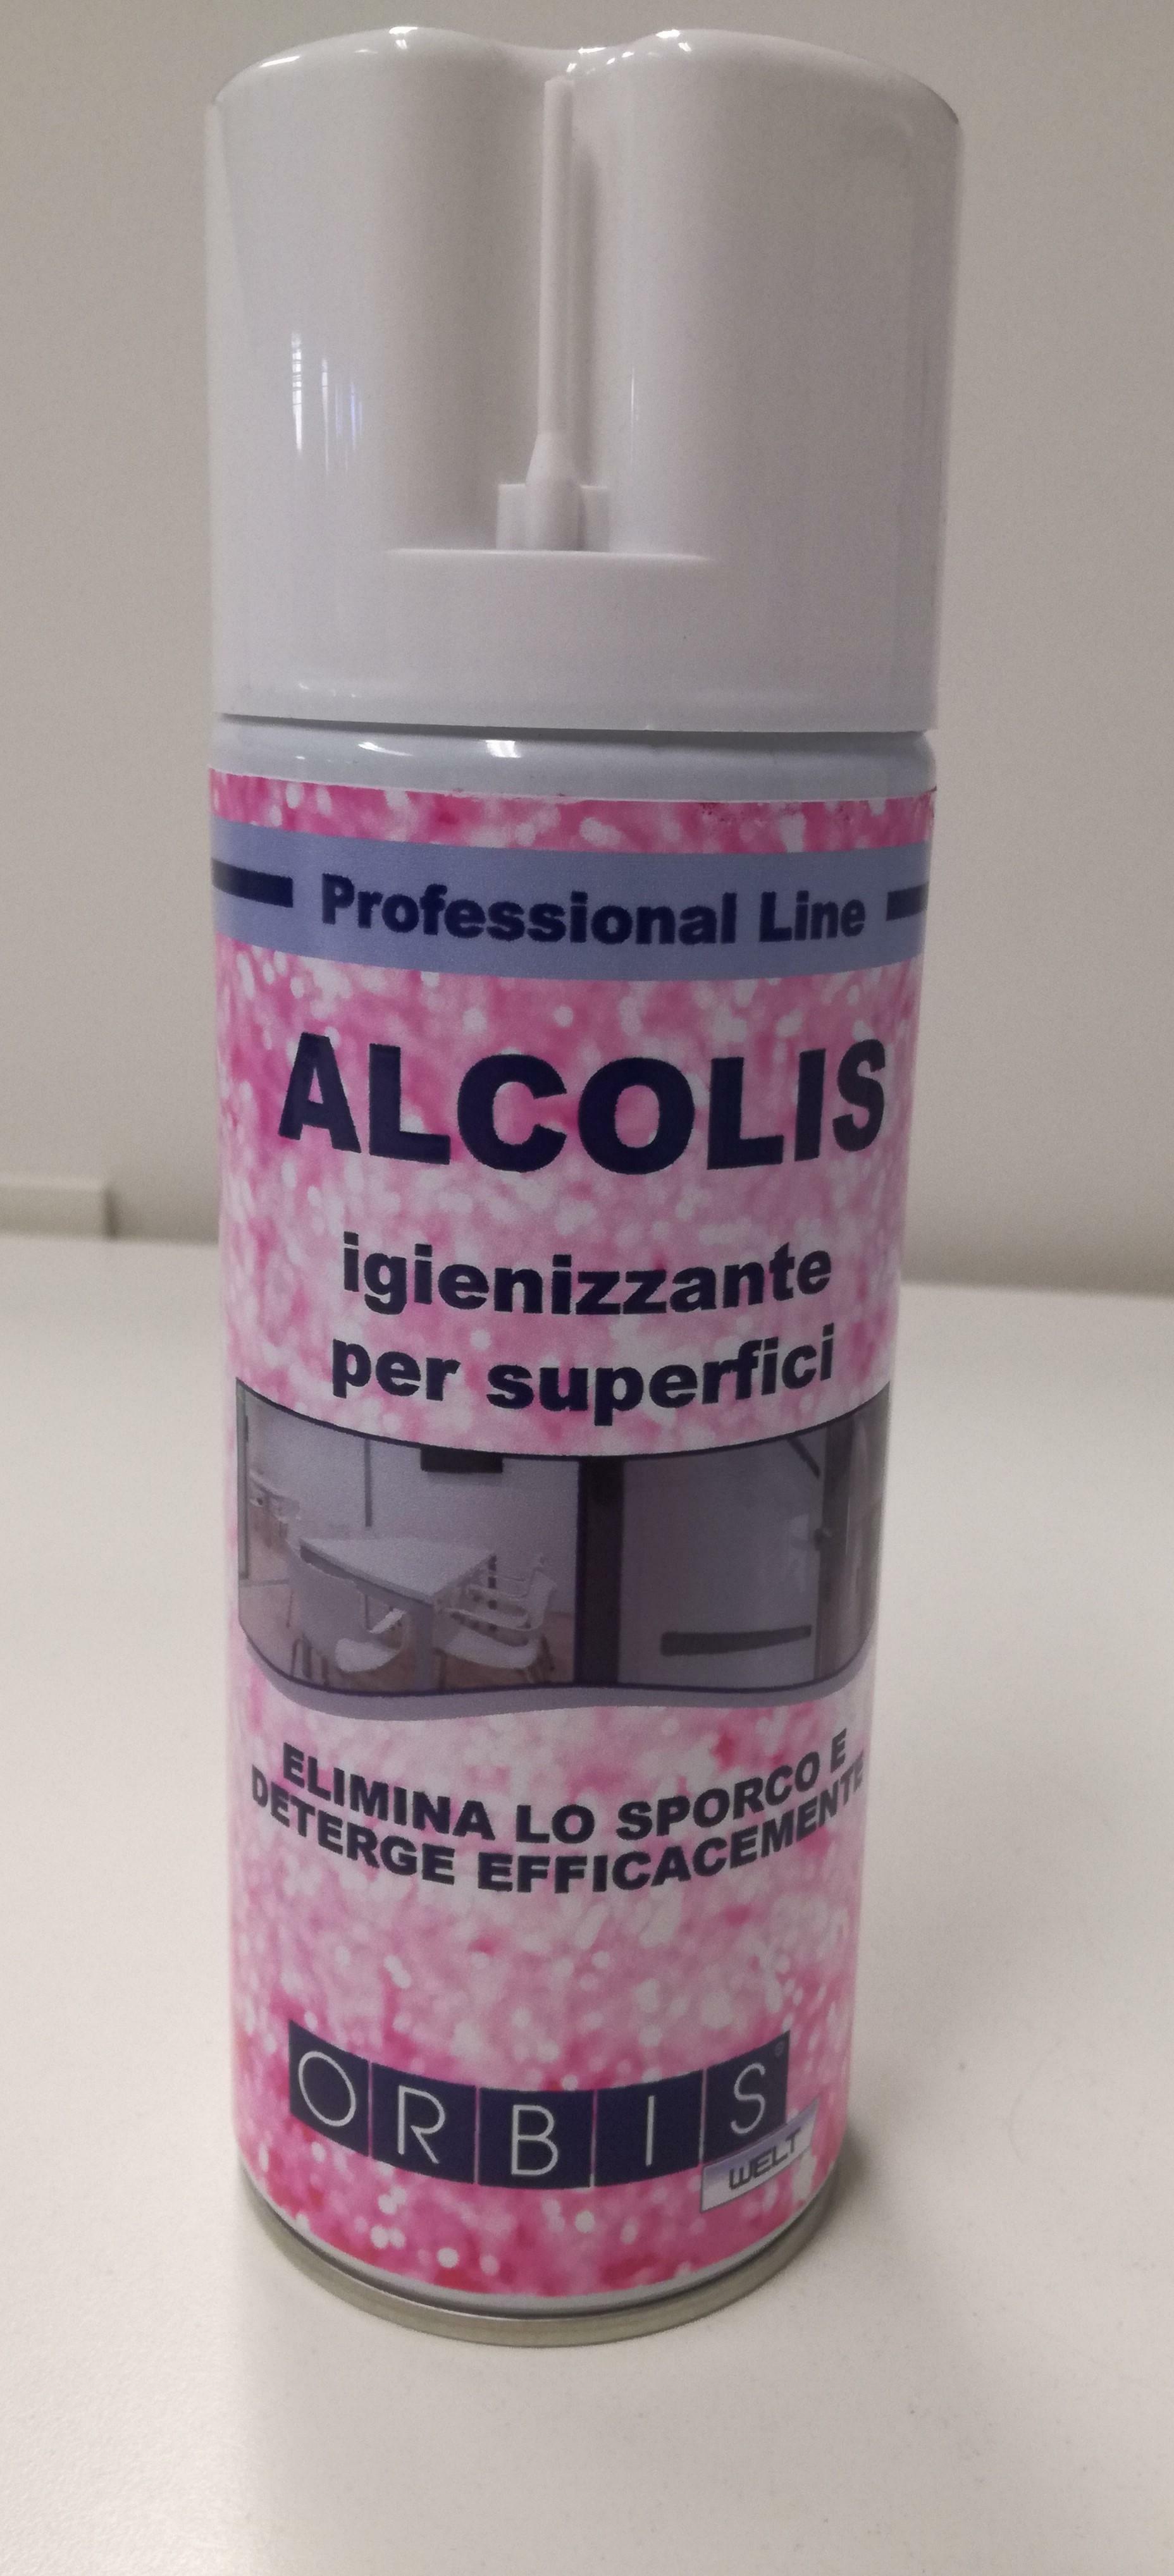 Professional Line
ALCOLIS
igienizzante
per superfici
ELIMINA LO SPORCO E
DETERGE EFFICACEMENTE
ORBIS®
WELT